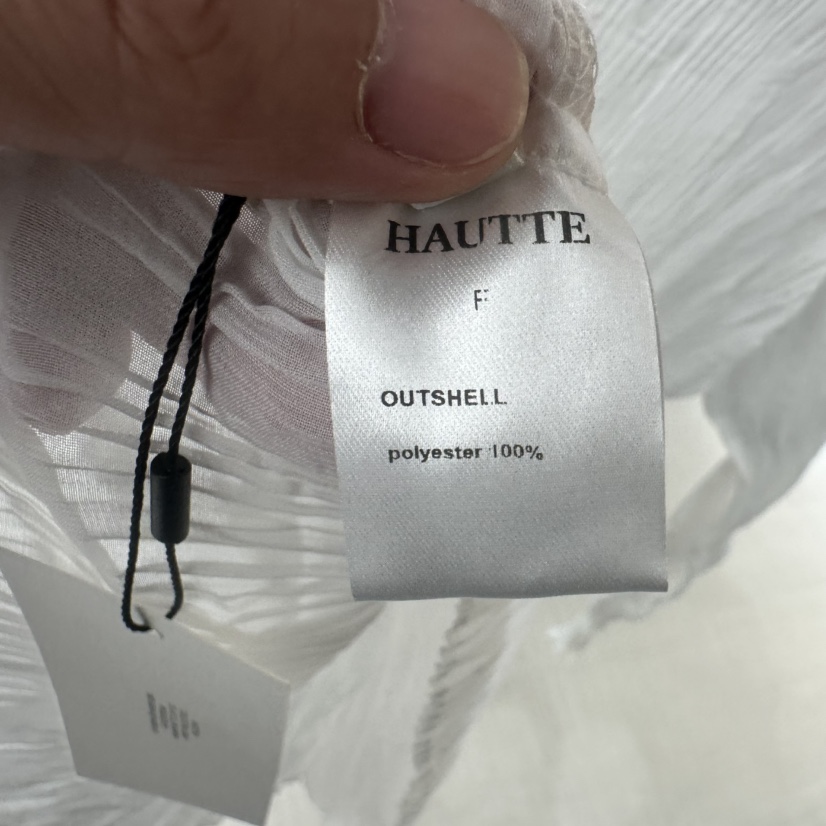 HAUTTE
F
OUTSHELL
polyester 100%